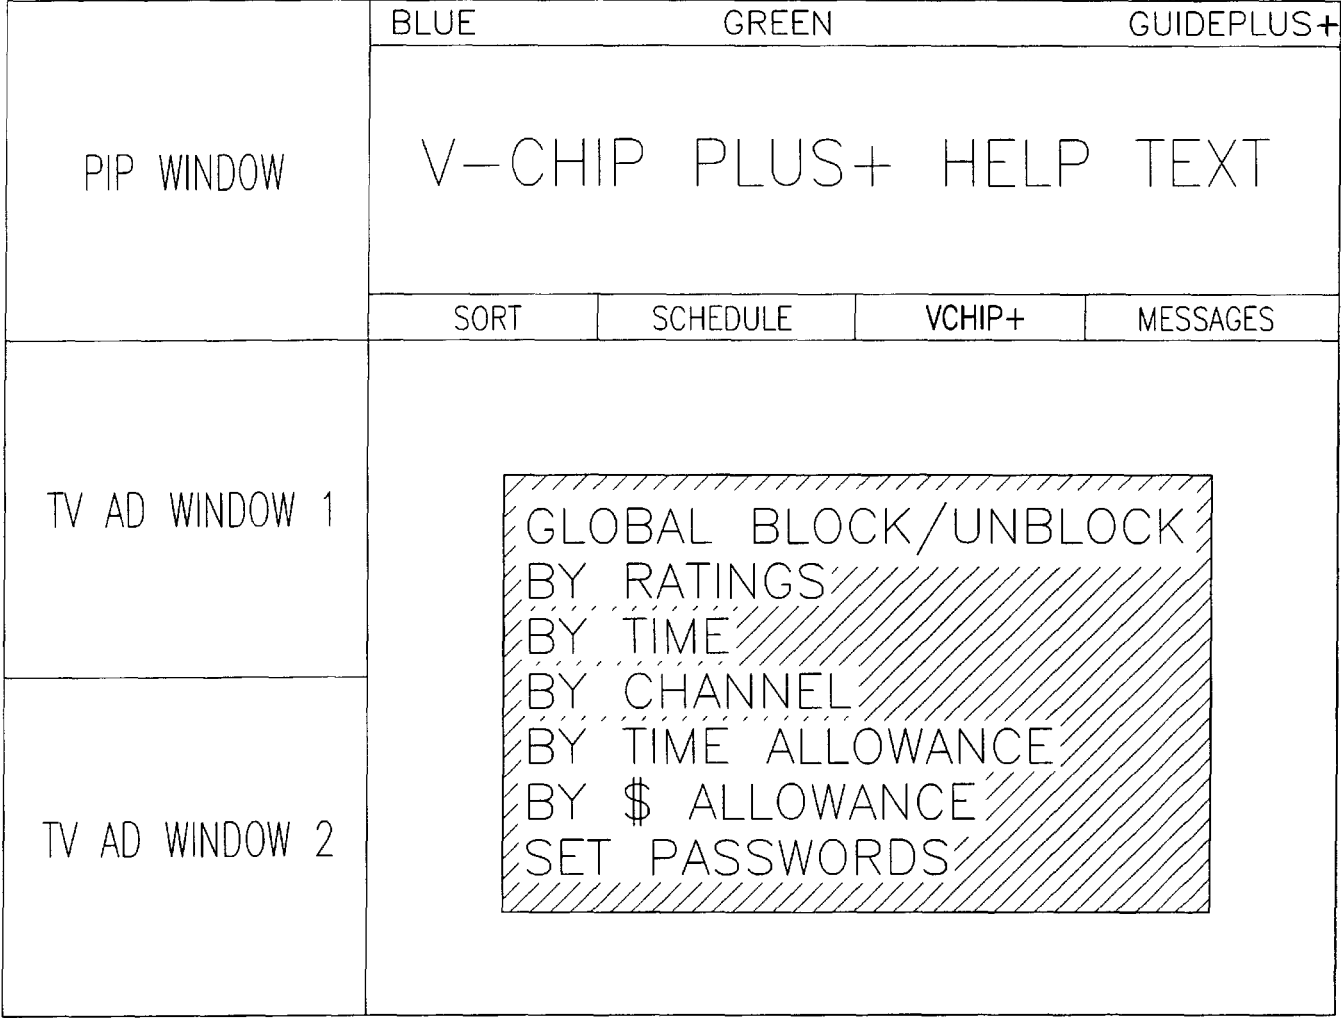 BLUE GREEN GUIDEPLUS+
PIP WINDOW
V-CHIP PLUS+ HELP TEXT
SORT SCHEDULE VCHIP+ MESSAGES
TV AD WINDOW 1
TV AD WINDOW 2
GLOBAL BLOCK/UNBLOCK
BY RATINGS
BY TIME
BY CHANNEL
BY TIME ALLOWANCE
BY $ ALLOWANCE
SET PASSWORDS